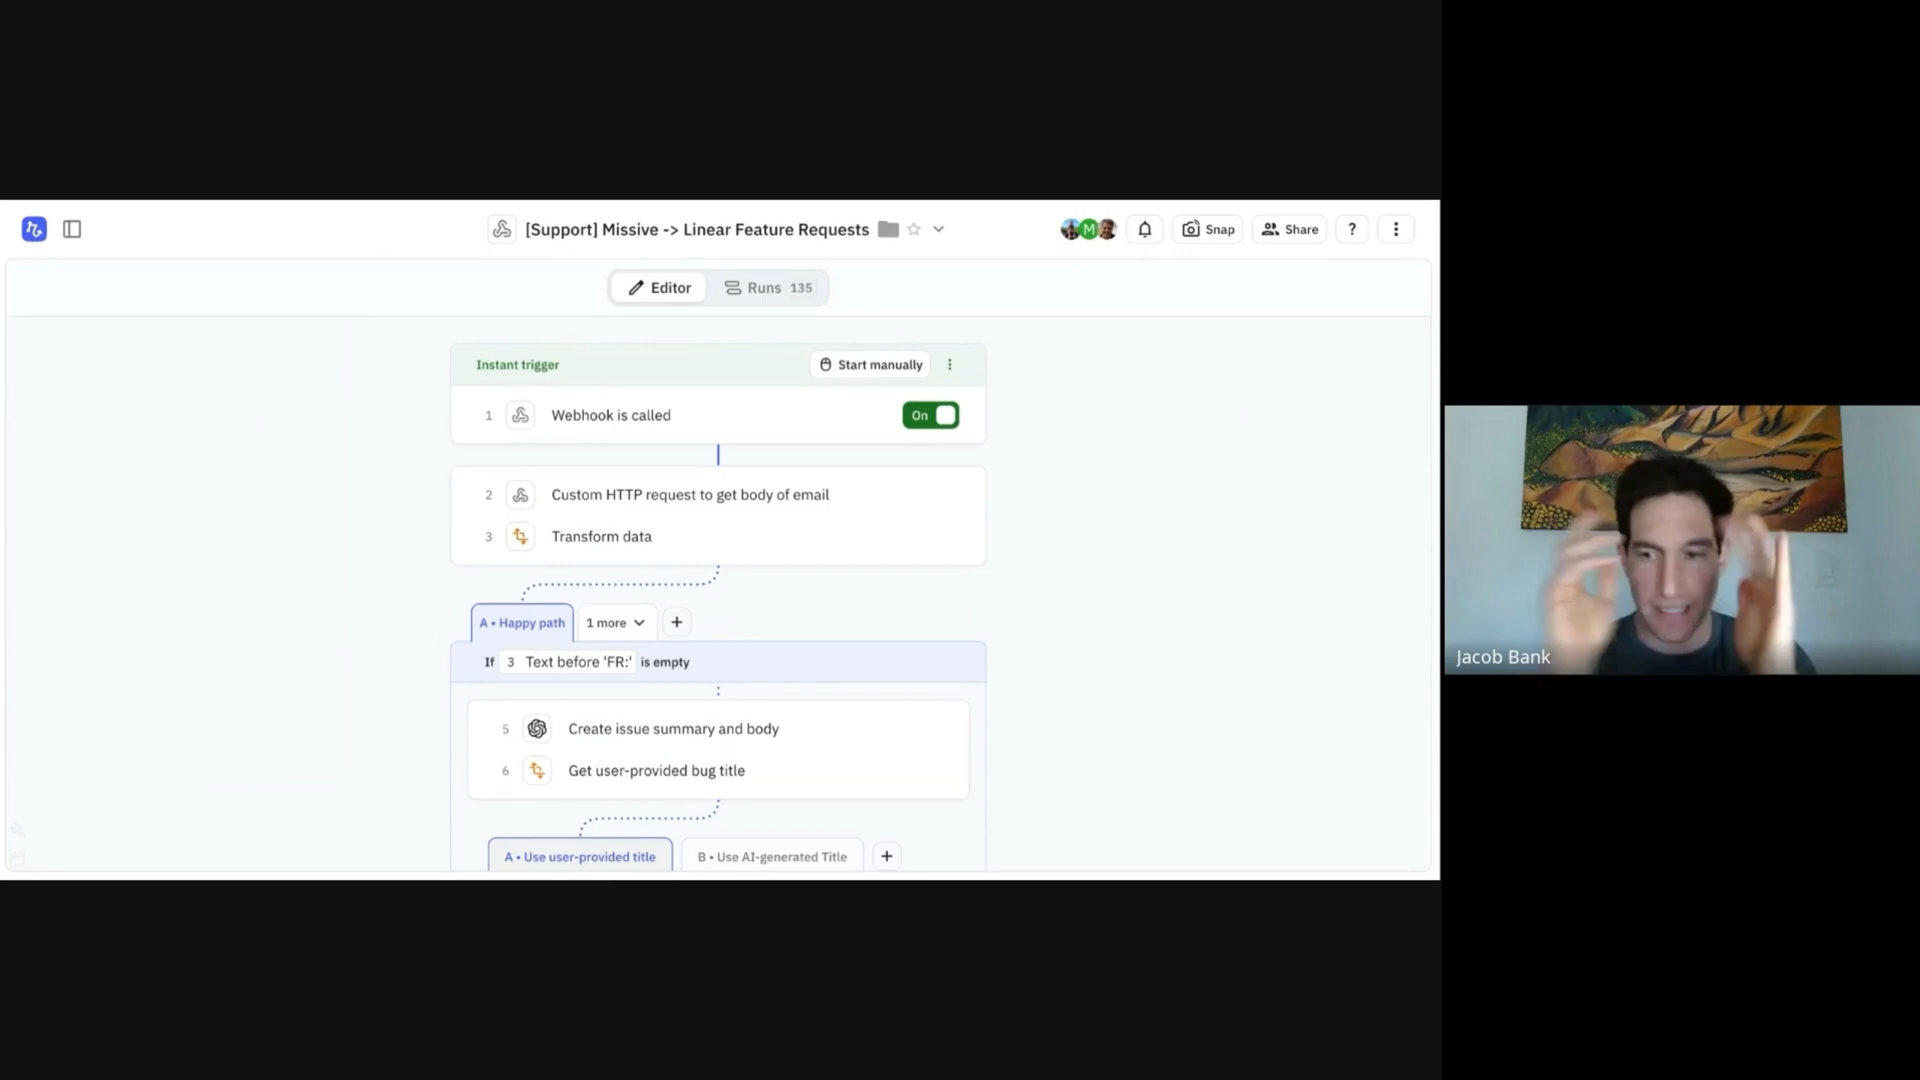 [Support] Missive -> Linear Feature Requests
M
Snap
Share
?
Editor
Runs 135
Instant trigger
Start manually
1 Webhook is called
On
2 Custom HTTP request to get body of email
3 Transform data
A • Happy path
1 more
+
If 3 Text before 'FR:' is empty
5 Create issue summary and body
6 Get user-provided bug title
A • Use user-provided title
B • Use AI-generated Title
+
Jacob Bank